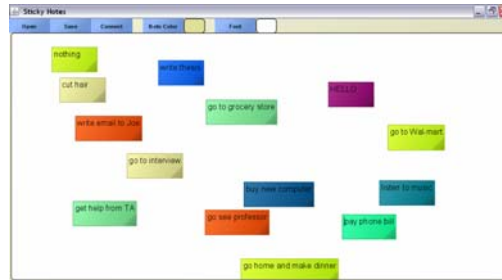 Sticky Notes
Open Save Connect Note Color Font
nothing
write thesis
cut hair
HELLO
go to grocery store
write email to Joe
go to Wal-mart
go to interview
buy new computer
listen to music
get help from TA
go see professor
pay phone bill
go home and make dinner